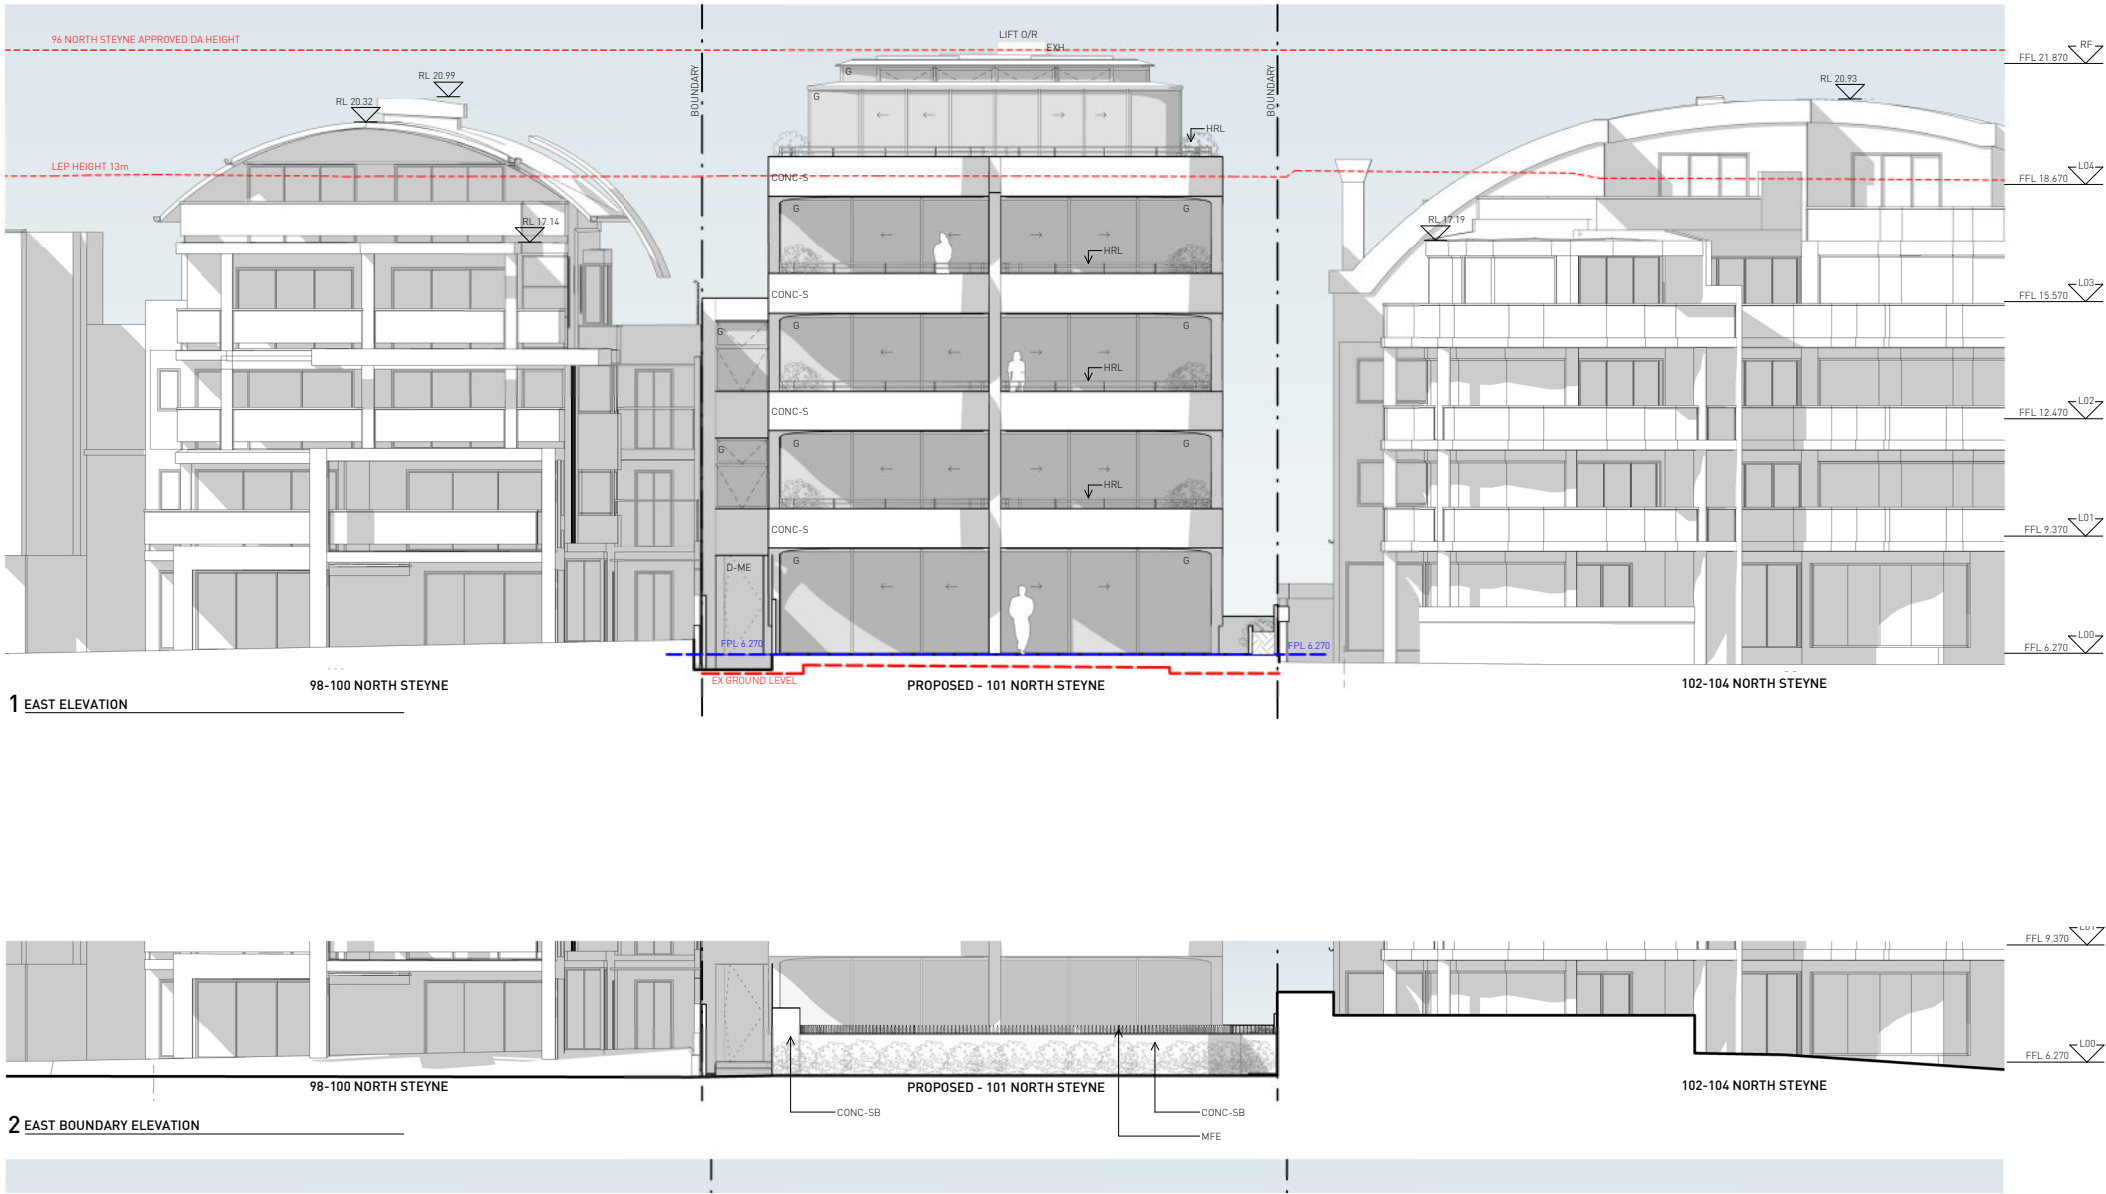 LIFT O/R
96 NORTH STEYNE APPROVED DA HEIGHT
EXH
RF
FFL 21.870
RL 20.99
G
RL 20.93
BOUNDARY
BOUNDARY
RL 20.32
G
HRL
LEP HEIGHT 13m
CONC-S
L04
FFL 18.670
G
G
RL 17.14
RL 17.19
HRL
CONC-S
L03
FFL 15.570
G
G
G
HRL
CONC-S
L02
FFL 12.470
G
G
G
HRL
CONC-S
L01
FFL 9.370
D-ME
G
G
FPL 6.270
FPL 6.270
L00
FFL 6.270
EX GROUND LEVEL
98-100 NORTH STEYNE
PROPOSED - 101 NORTH STEYNE
102-104 NORTH STEYNE
1 EAST ELEVATION
L01
FFL 9.370
L00
FFL 6.270
98-100 NORTH STEYNE
PROPOSED - 101 NORTH STEYNE
102-104 NORTH STEYNE
CONC-SB
CONC-SB
2 EAST BOUNDARY ELEVATION
MFE